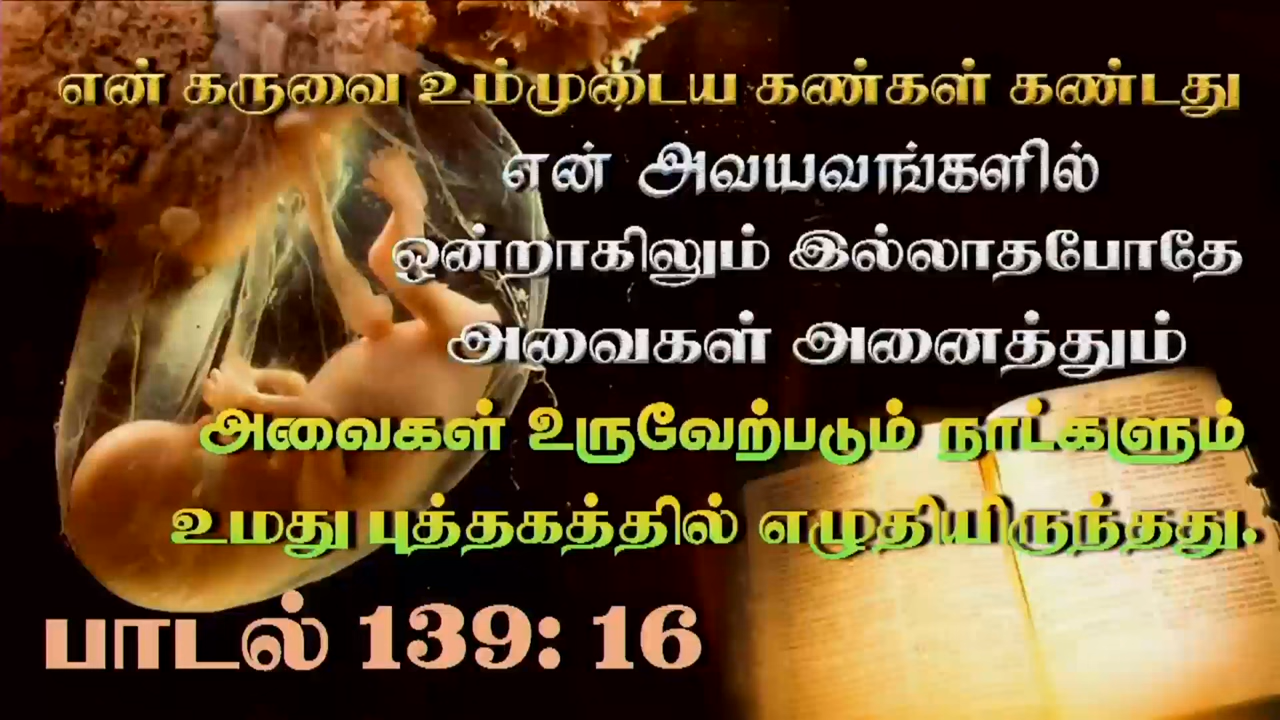 என் கருவை உம்முடைய கண்கள் கண்டது
என் அவயவங்களில்
ஒன்றாகிலும் இல்லாதபோதே
அவைகள் அனைத்தும்
அவைகள் உருவேற்படும் நாட்களும்
உமது புத்தகத்தில் எழுதியிருந்தது.
பாடல் 139: 16